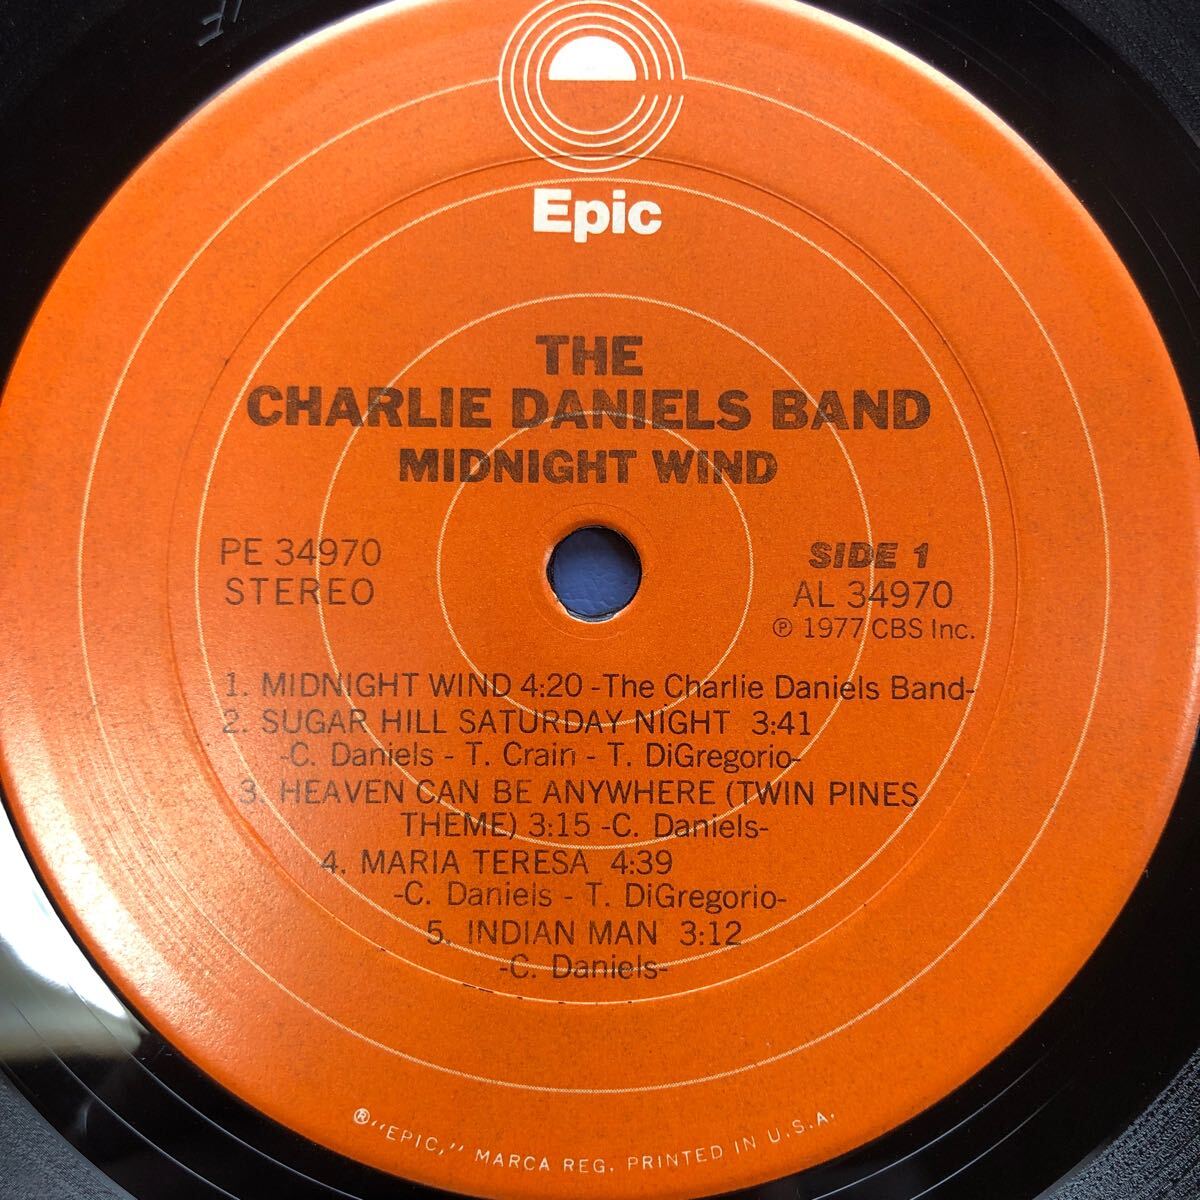 Epic
THE
CHARLIE DANIELS BAND
MIDNIGHT WIND
PE 34970
STEREO
SIDE 1
AL 34970
℗ 1977 CBS Inc.
1. MIDNIGHT WIND 4:20 -The Charlie Daniels Band-
2. SUGAR HILL SATURDAY NIGHT 3:41
-C. Daniels - T. Crain - T. DiGregorio-
3. HEAVEN CAN BE ANYWHERE (TWIN PINES
THEME) 3:15 -C. Daniels-
4. MARIA TERESA 4:39
-C. Daniels - T. DiGregorio-
5. INDIAN MAN 3:12
-C. Daniels-
®"EPIC," MARCA REG. PRINTED IN U.S.A.